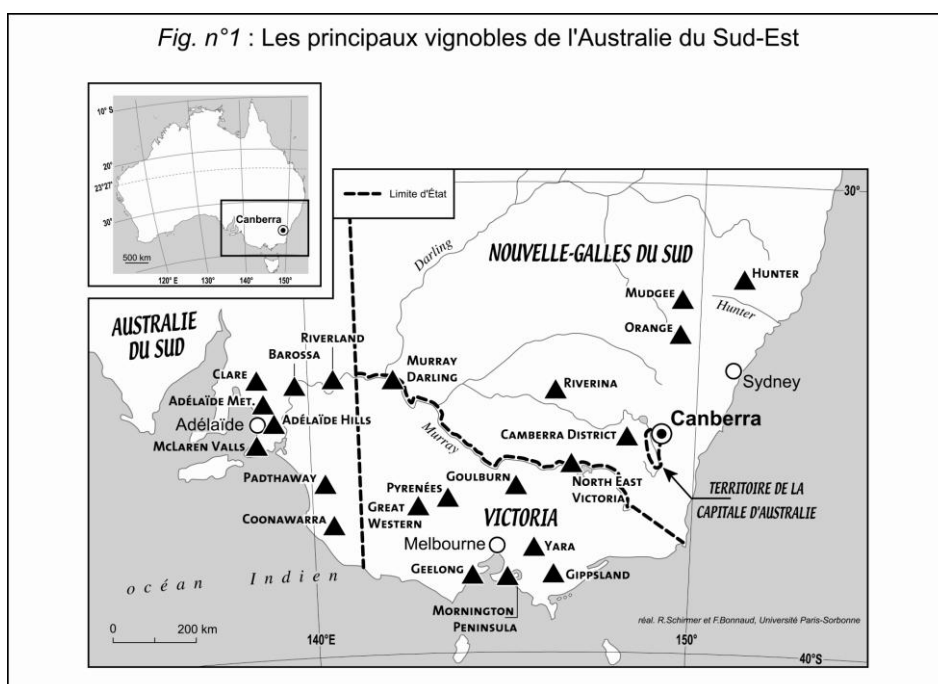 Fig. n°1 : Les principaux vignobles de l'Australie du Sud-Est
10° S
20°
23°27'
30°
Canberra
500 km
120° E
130°
140°
150°
Limite d'État
30°
Darling
NOUVELLE-GALLES DU SUD
HUNTER
MUDGEE
Hunter
ORANGE
AUSTRALIE
DU SUD
RIVERLAND
BAROSSA
CLARE
MURRAY
DARLING
Sydney
RIVERINA
ADÉLAÏDE MET.
Adélaïde
ADÉLAÏDE HILLS
Canberra
MCLAREN VALLS
Murray
CAMBERRA DISTRICT
PADTHAWAY
GOULBURN
PYRENÉES
NORTH EAST
VICTORIA
TERRITOIRE DE LA
CAPITALE D'AUSTRALIE
GREAT
WESTERN
COONAWARRA
VICTORIA
Melbourne
YARA
GEELONG
GIPPSLAND
océan Indien
MORNINGTON
PENINSULA
réal. R.Schirmer et F.Bonnaud, Université Paris-Sorbonne
0 200 km
140°E
150°
40°S